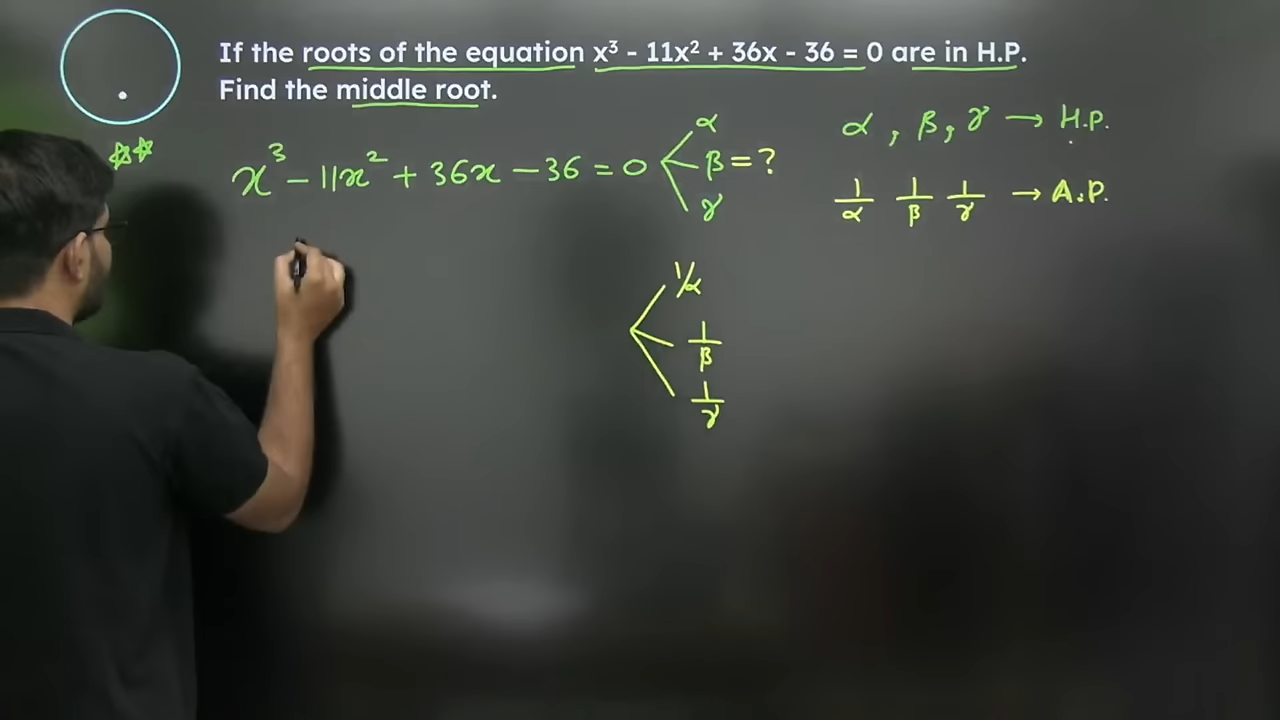 If the roots of the equation x³ - 11x² + 36x - 36 = 0 are in H.P.
Find the middle root.
α , β, γ → H.P.
x³ - 11x² + 36x - 36 = 0
α
β = ?
γ
1/α 1/β 1/γ → A.P.
1/α
1/β
1/γ